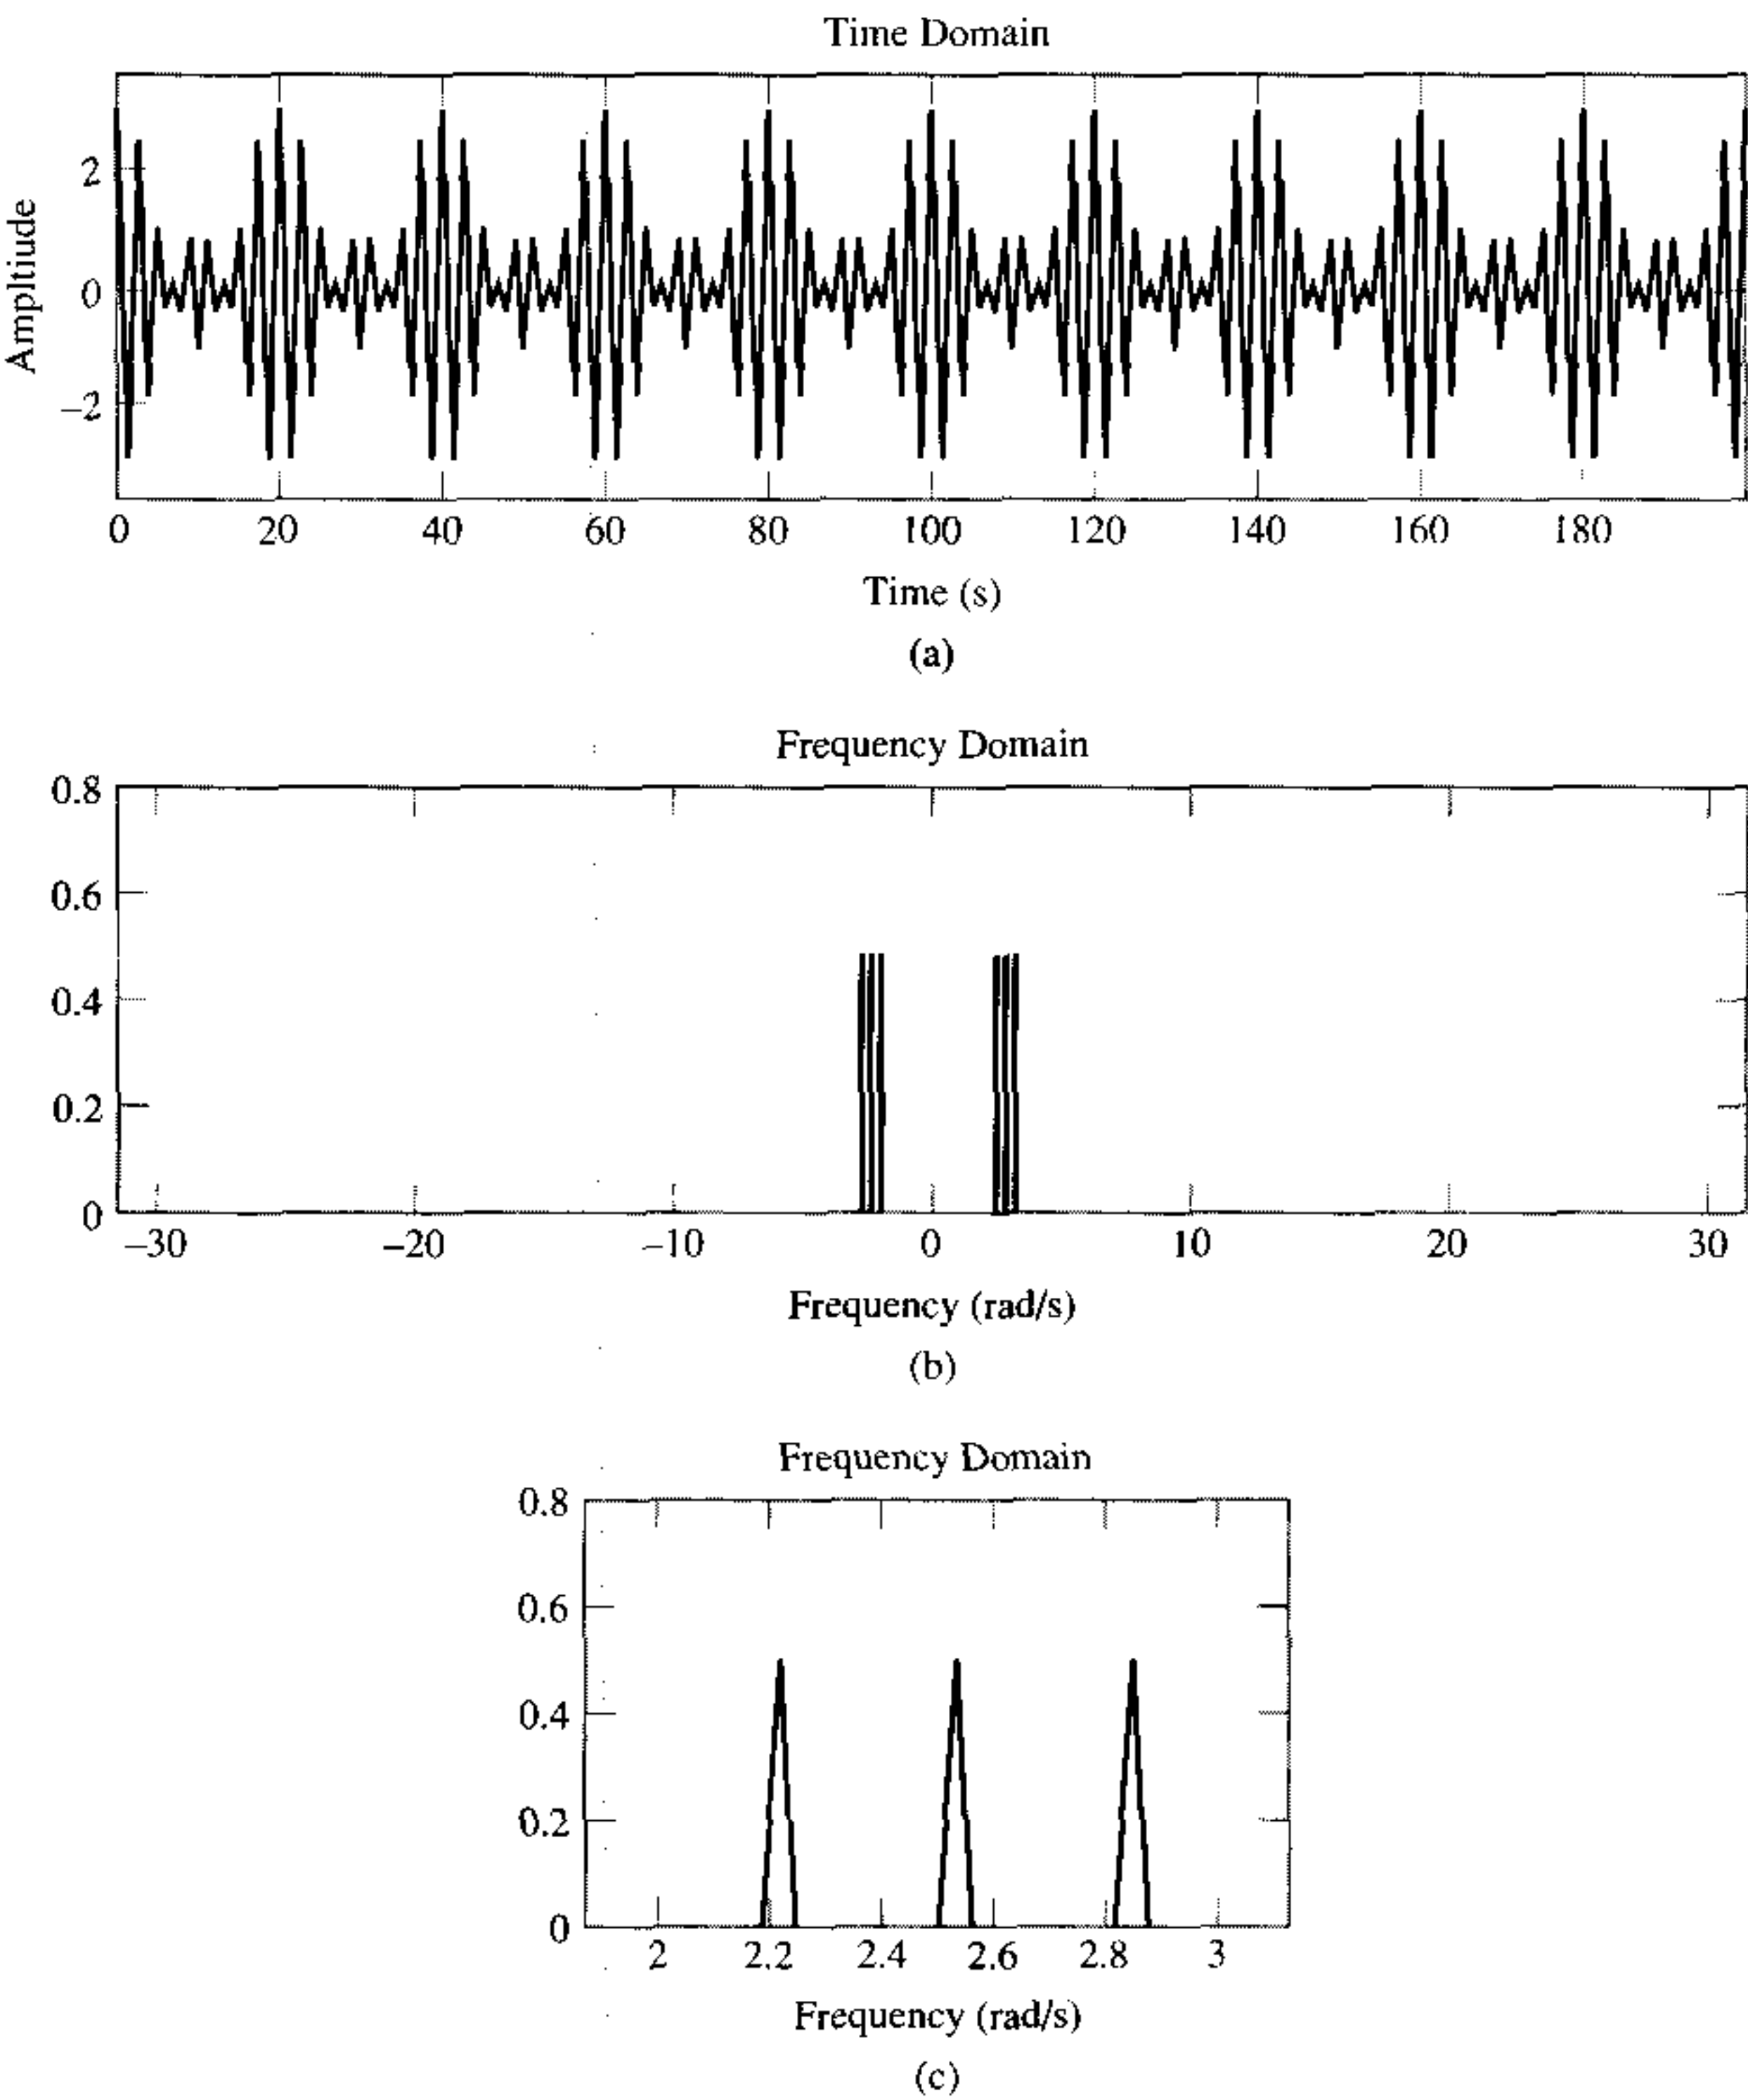 Time Domain
Ampltiude
2
0
−2
0 20 40 60 80 100 120 140 160 180
Time (s)
(a)
Frequency Domain
0.8
0.6
0.4
0.2
0
−30 −20 −10 0 10 20 30
Frequency (rad/s)
(b)
Frequency Domain
0.8
0.6
0.4
0.2
0
2 2.2 2.4 2.6 2.8 3
Frequency (rad/s)
(c)